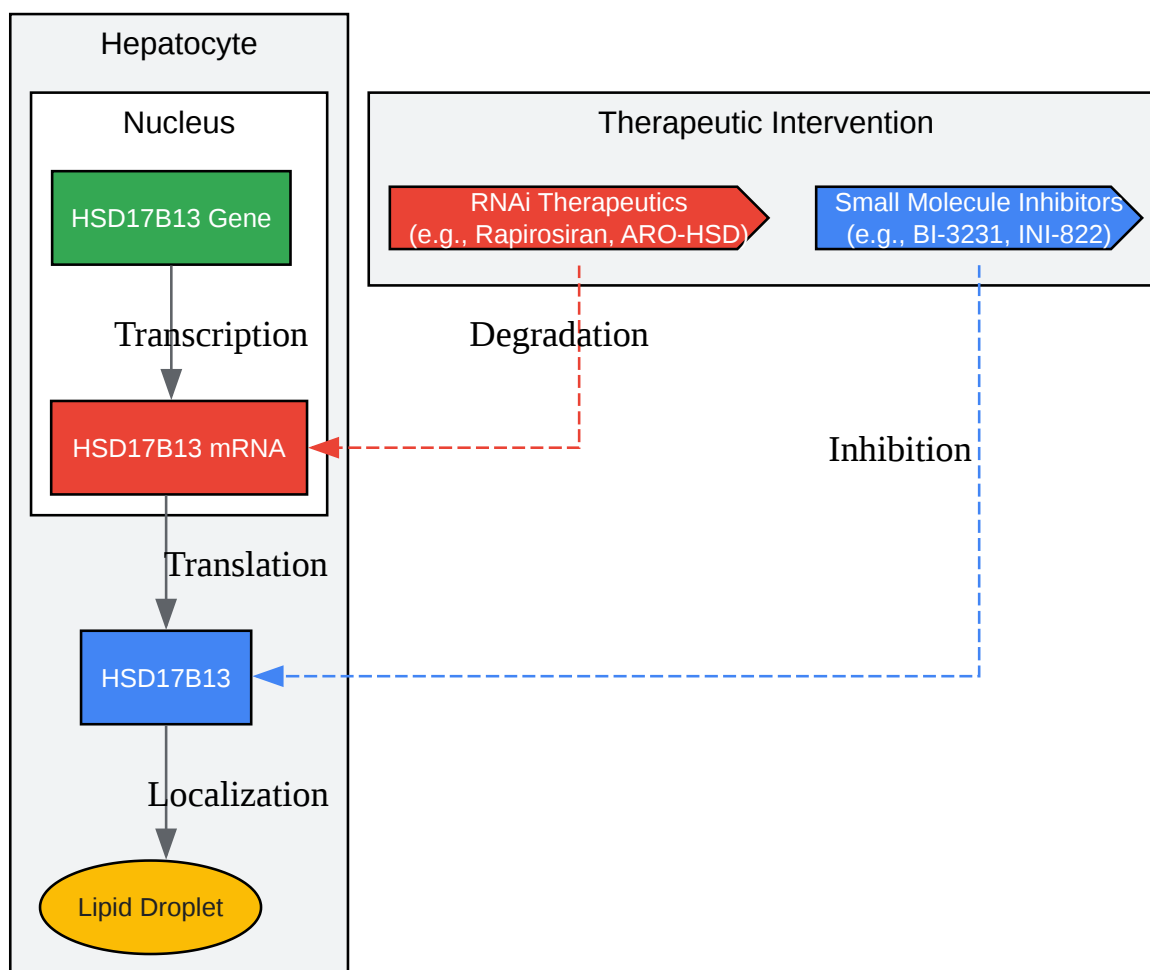 Hepatocyte
Nucleus
HSD17B13 Gene
Transcription
HSD17B13 mRNA
Translation
HSD17B13
Localization
Lipid Droplet
Therapeutic Intervention
RNAi Therapeutics
(e.g., Rapirosiran, ARO-HSD)
Small Molecule Inhibitors
(e.g., BI-3231, INI-822)
Degradation
Inhibition